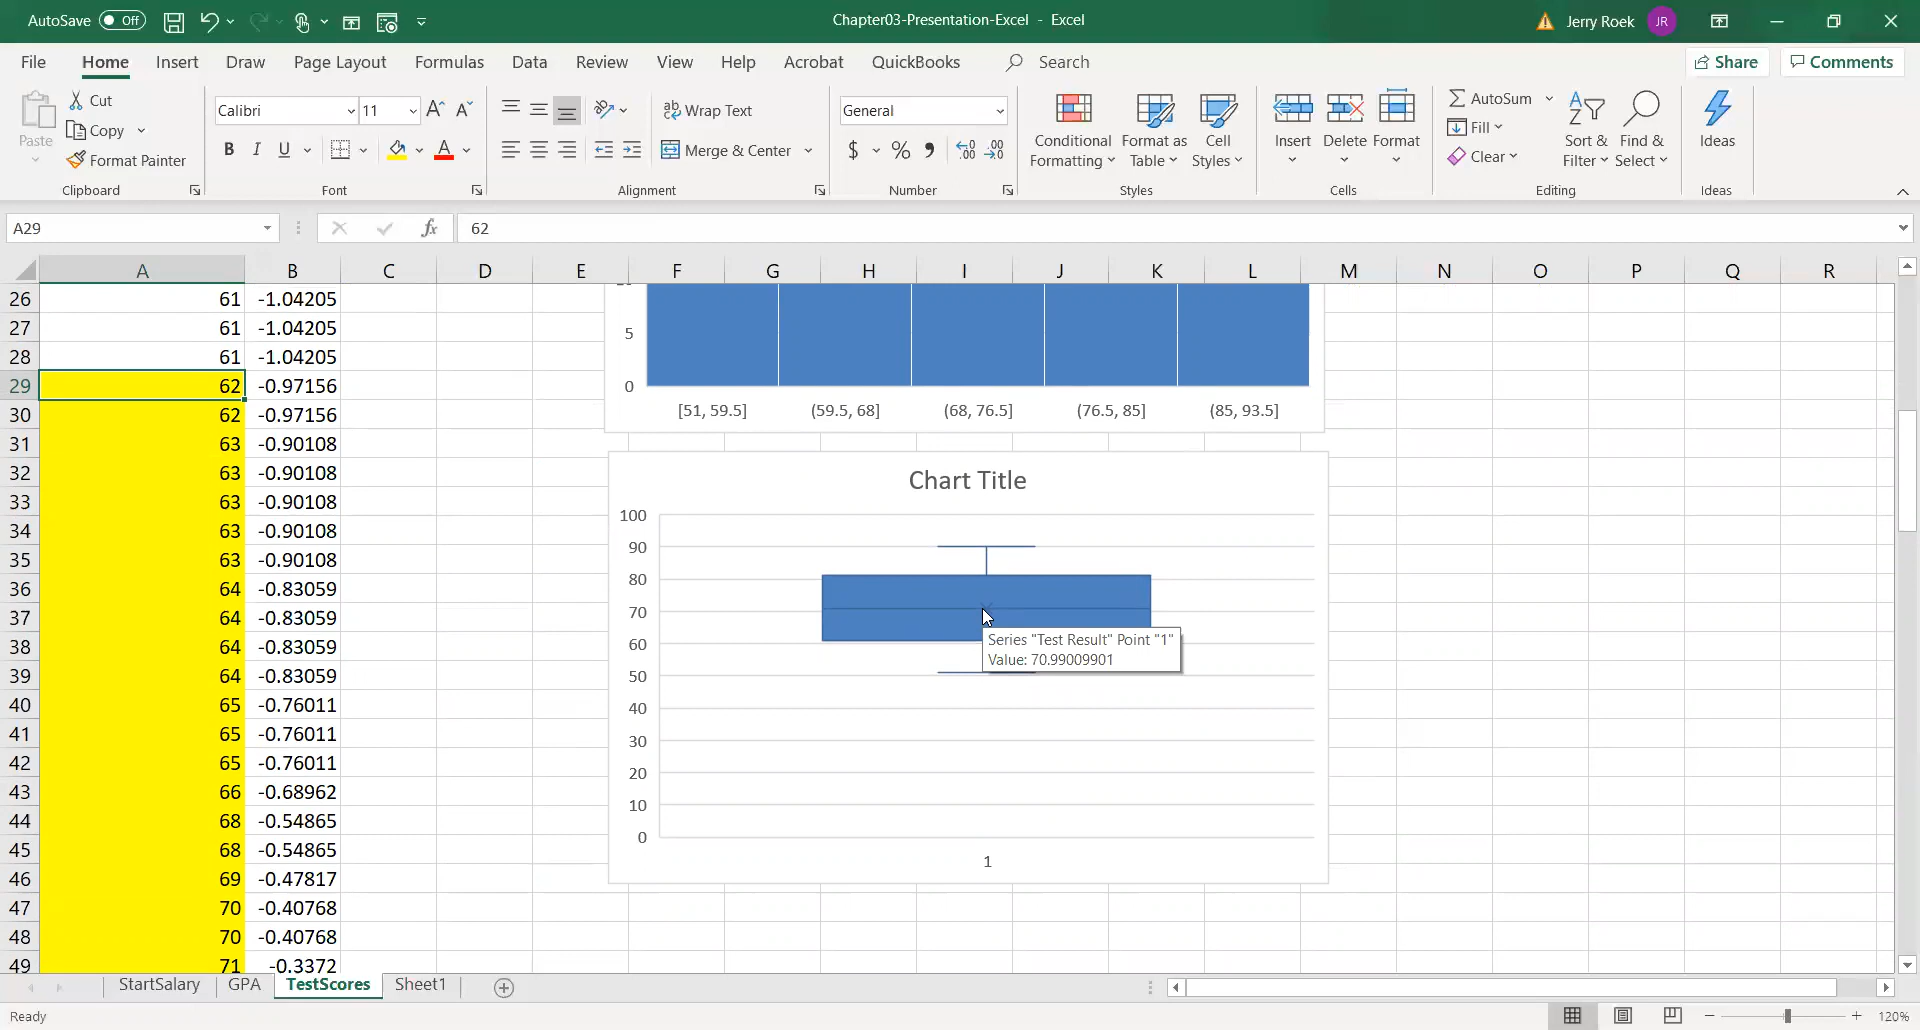 AutoSave Off
Chapter03-Presentation-Excel - Excel
Jerry Roek JR
File Home Insert Draw Page Layout Formulas Data Review View Help Acrobat QuickBooks Search Share Comments
Paste
Cut
Copy
Format Painter
Clipboard
Calibri 11
B I U A
Font
Wrap Text
Merge & Center
Alignment
General
$ % 9
Number
Conditional Formatting
Format as Table
Cell Styles
Styles
Insert Delete Format
Cells
AutoSum
Fill
Clear
Sort & Filter
Find & Select
Editing
Ideas
Ideas
A29 fx 62
A B C D E F G H I J K L M N O P Q R
26 61 -1.04205
27 61 -1.04205
28 61 -1.04205
29 62 -0.97156
30 62 -0.97156
31 63 -0.90108
32 63 -0.90108
33 63 -0.90108
34 63 -0.90108
35 63 -0.90108
36 64 -0.83059
37 64 -0.83059
38 64 -0.83059
39 64 -0.83059
40 65 -0.76011
41 65 -0.76011
42 65 -0.76011
43 66 -0.68962
44 68 -0.54865
45 68 -0.54865
46 69 -0.47817
47 70 -0.40768
48 70 -0.40768
49 71 -0.3372
5
0
[51, 59.5] (59.5, 68] (68, 76.5] (76.5, 85] (85, 93.5]
Chart Title
100
90
80
70
60
50
40
30
20
10
0
1
Series "Test Result" Point "1"
Value: 70.99009901
StartSalary GPA TestScores Sheet1
Ready
120%